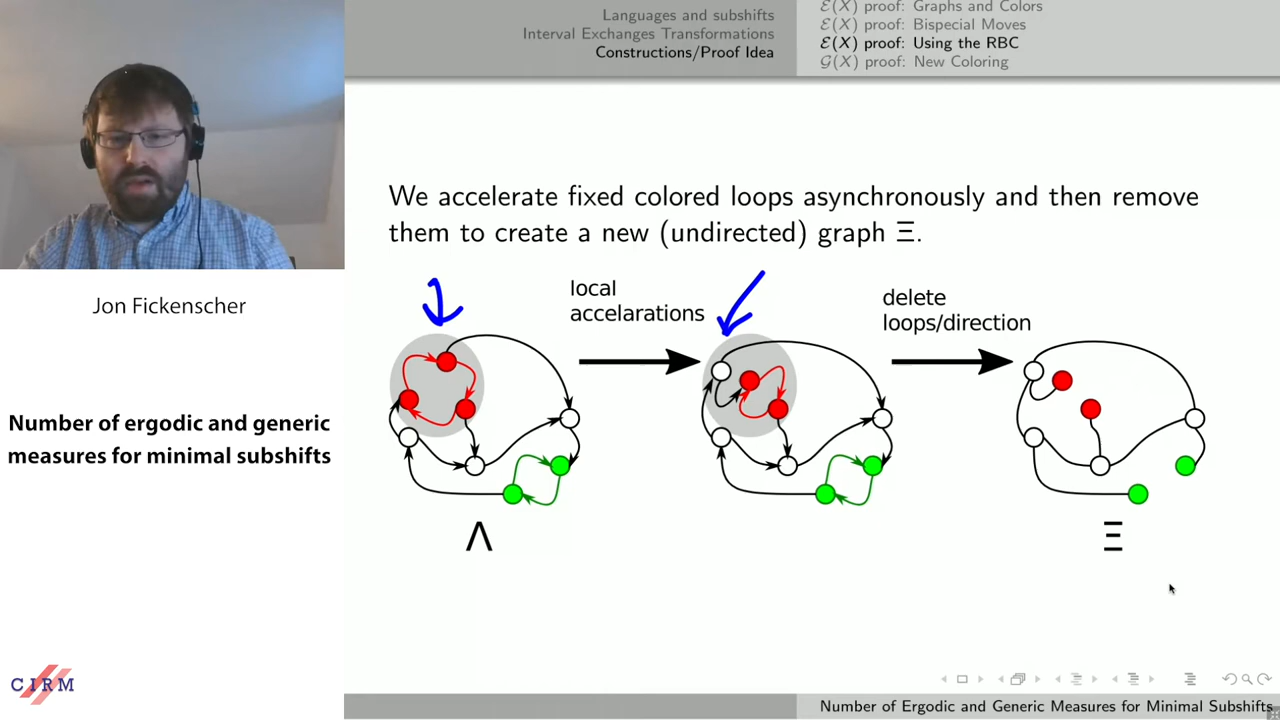 Languages and subshifts
Interval Exchanges Transformations
Constructions/Proof Idea
ℰ(X) proof: Graphs and Colors
ℰ(X) proof: Bispecial Moves
ℰ(X) proof: Using the RBC
𝒢(X) proof: New Coloring
We accelerate fixed colored loops asynchronously and then remove
them to create a new (undirected) graph Ξ.
local
accelarations
delete
loops/direction
Λ
Ξ
Jon Fickenscher
Number of ergodic and generic
measures for minimal subshifts
CIRM
Number of Ergodic and Generic Measures for Minimal Subshifts